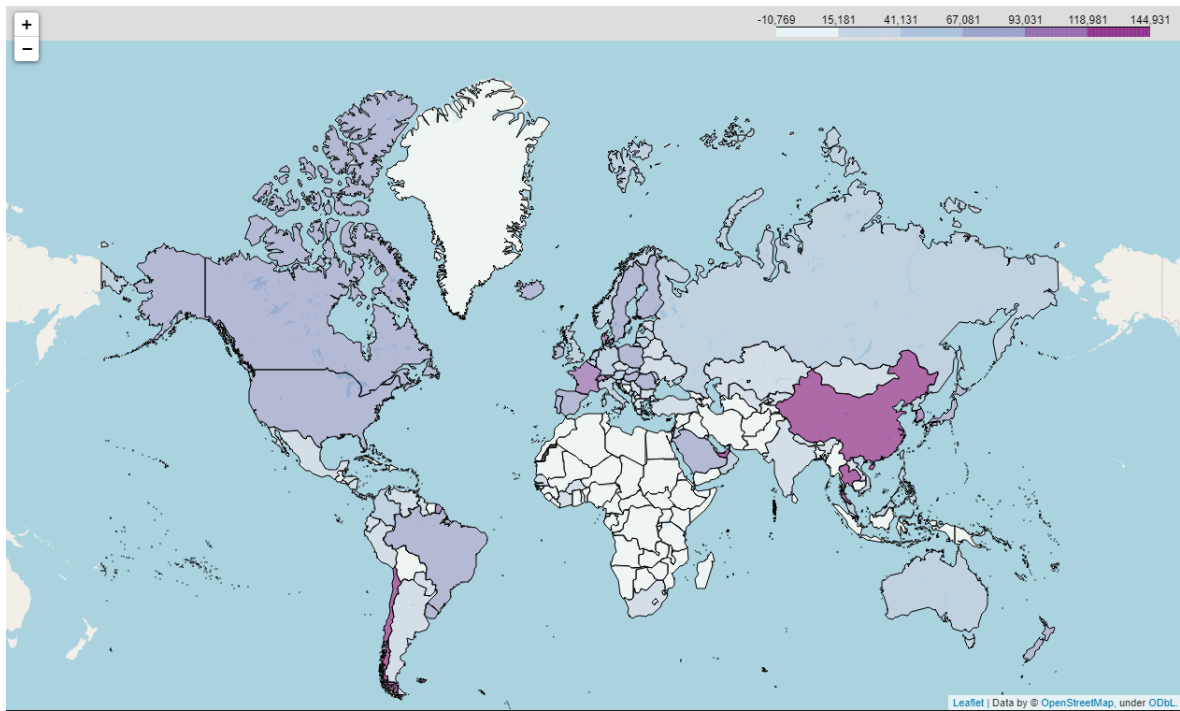 +
−
-10,769 15,181 41,131 67,081 93,031 118,981 144,931
Leaflet | Data by © OpenStreetMap, under ODbL.